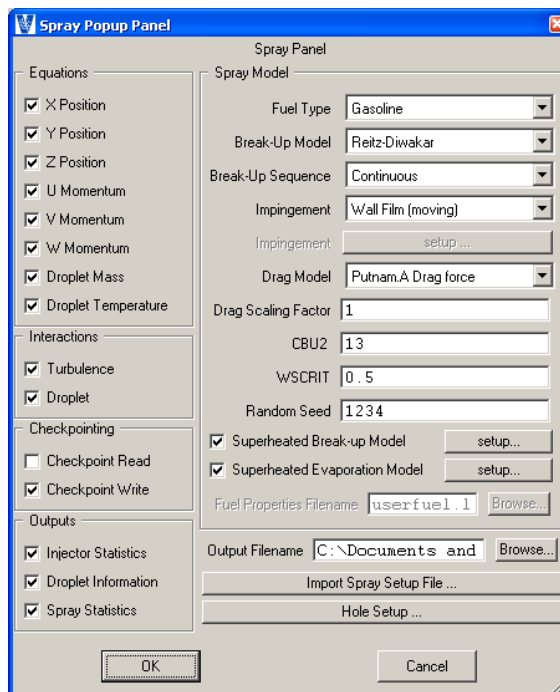 Spray Popup Panel
Spray Panel
Equations
X Position
Y Position
Z Position
U Momentum
V Momentum
W Momentum
Droplet Mass
Droplet Temperature
Interactions
Turbulence
Droplet
Checkpointing
Checkpoint Read
Checkpoint Write
Outputs
Injector Statistics
Droplet Information
Spray Statistics
Spray Model
Fuel Type Gasoline
Break-Up Model Reitz-Diwakar
Break-Up Sequence Continuous
Impingement Wall Film (moving)
Impingement setup ...
Drag Model Putnam.A Drag force
Drag Scaling Factor 1
CBU2 13
WSCRIT 0.5
Random Seed 1234
Superheated Break-up Model setup...
Superheated Evaporation Model setup...
Fuel Properties Filename userfuel.l Browse...
Output Filename C:\Documents and Browse...
Import Spray Setup File ...
Hole Setup ...
OK Cancel